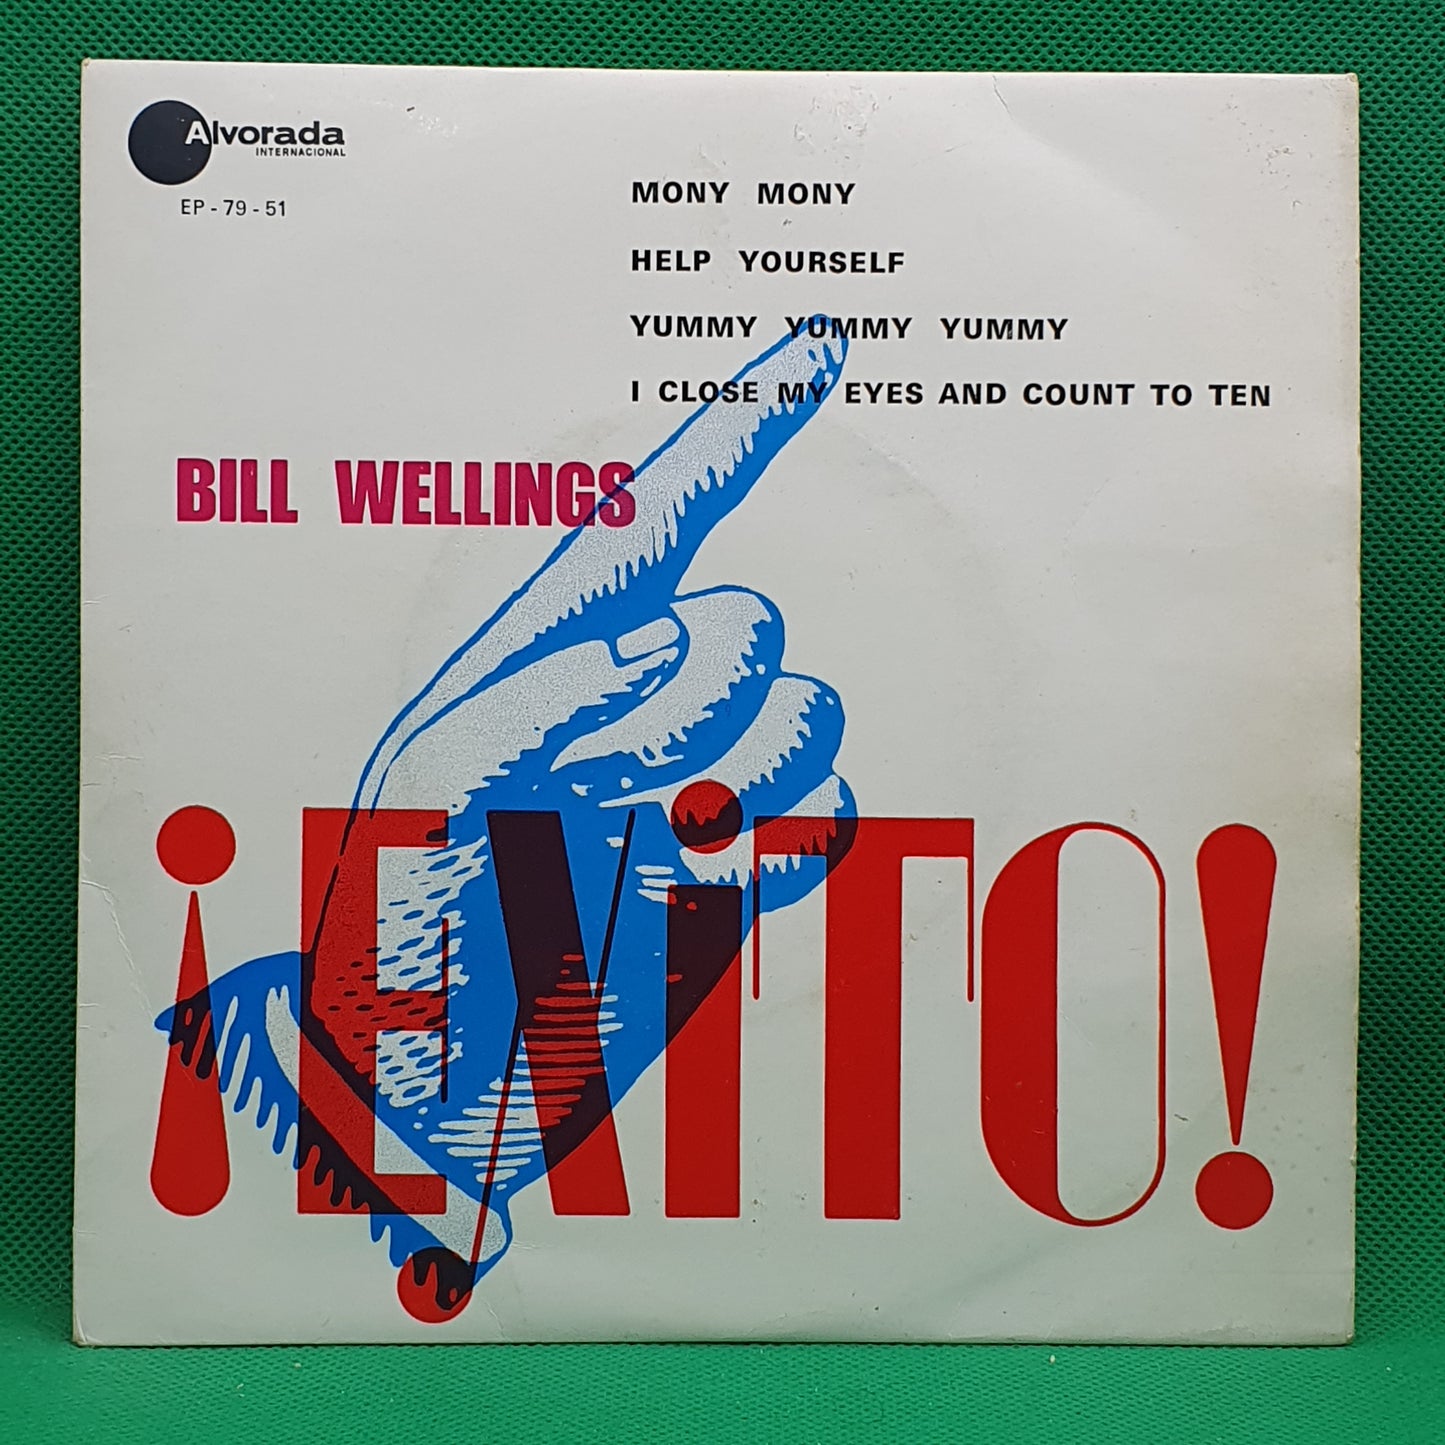 Alvorada
INTERNACIONAL
EP - 79 - 51
MONY MONY
HELP YOURSELF
YUMMY YUMMY YUMMY
I CLOSE MY EYES AND COUNT TO TEN
BILL WELLINGS
¡EXiTO!